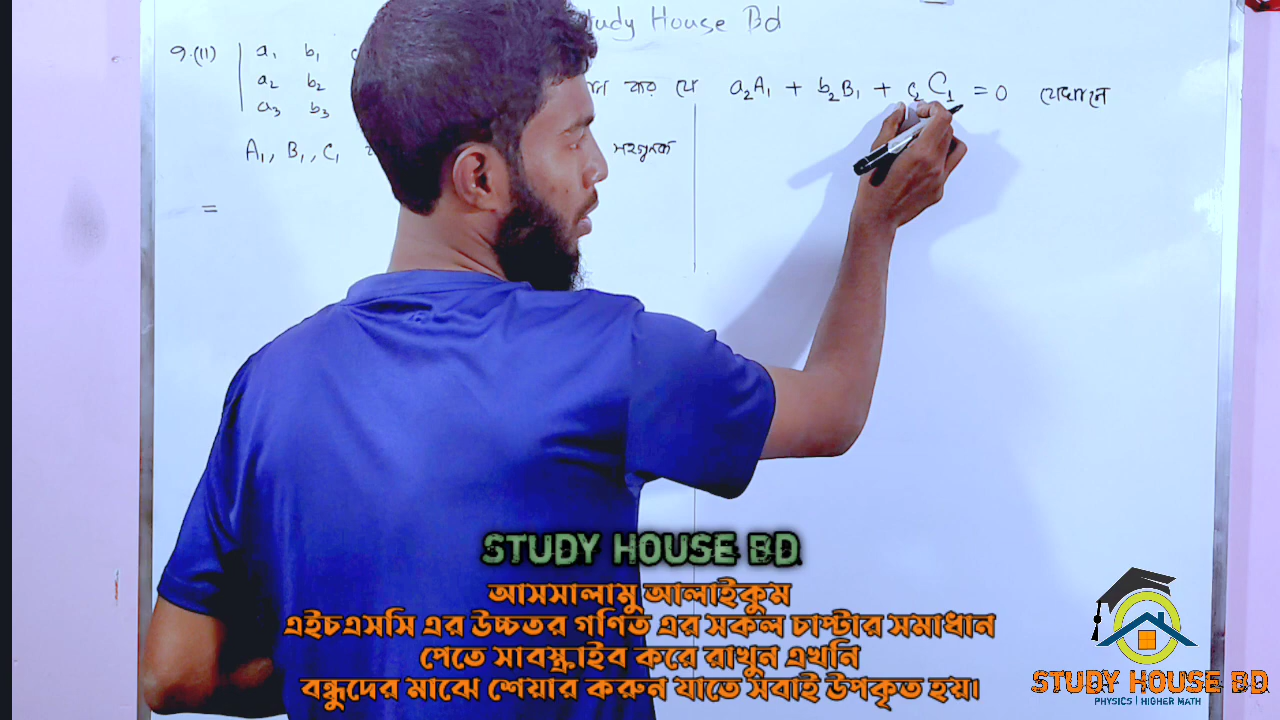 Study House Bd
৭.(11) | a₁ b₁
a₂ b₂
a₃ b₃
কর যে a₂A₁ + b₂B₁ + c₂C₁ = 0 যেখানে
A₁, B₁, C₁
সহগুনক
=
STUDY HOUSE BD
আসসালামু আলাইকুম
এইচএসসি এর উচ্চতর গণিত এর সকল চাপ্টার সমাধান
পেতে সাবস্ক্রাইব করে রাখুন এখনি
বন্ধুদের মাঝে শেয়ার করুন যাতে সবাই উপকৃত হয়।
STUDY HOUSE BD
PHYSICS | HIGHER MATH